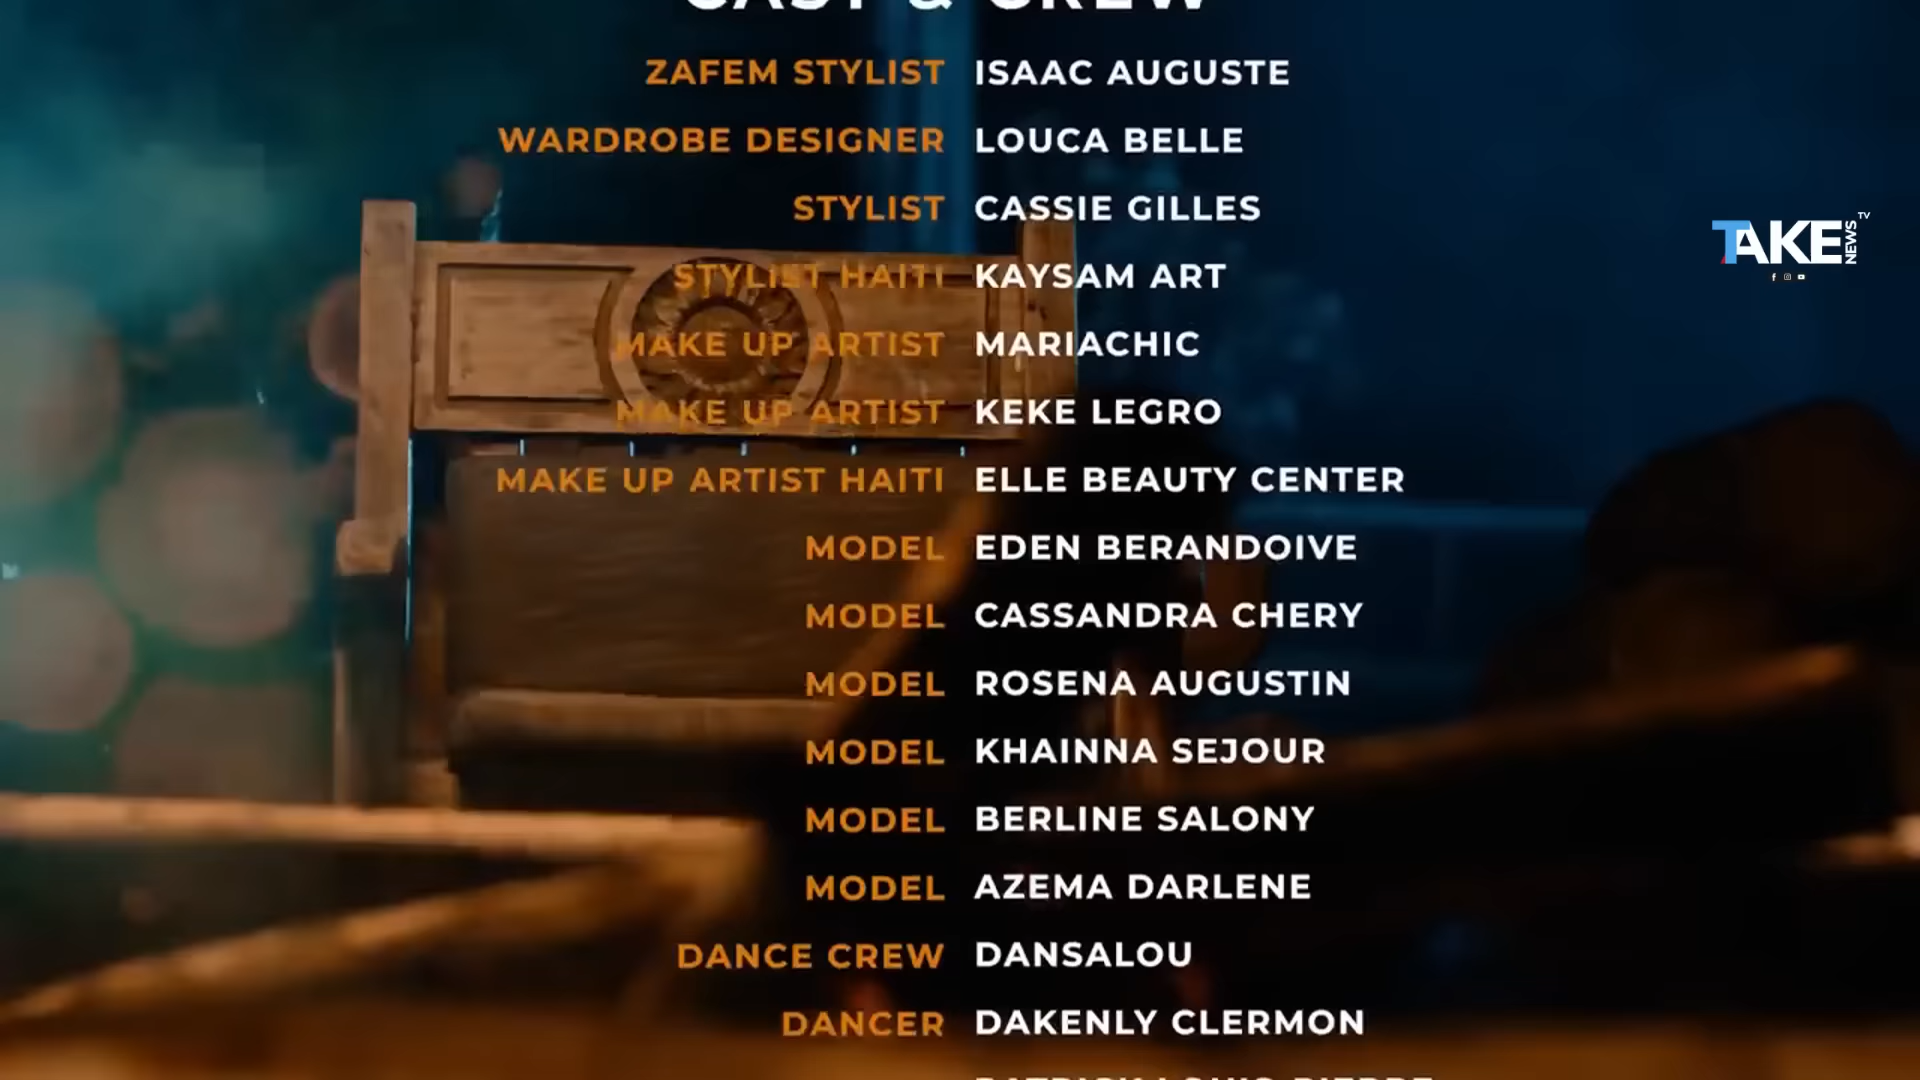 CAST & CREW
ZAFEM STYLIST ISAAC AUGUSTE
WARDROBE DESIGNER LOUCA BELLE
STYLIST CASSIE GILLES
STYLIST HAITI KAYSAM ART
MAKE UP ARTIST MARIACHIC
MAKE UP ARTIST KEKE LEGRO
MAKE UP ARTIST HAITI ELLE BEAUTY CENTER
MODEL EDEN BERANDOIVE
MODEL CASSANDRA CHERY
MODEL ROSENA AUGUSTIN
MODEL KHAINNA SEJOUR
MODEL BERLINE SALONY
MODEL AZEMA DARLENE
DANCE CREW DANSALOU
DANCER DAKENLY CLERMON
TAKE NEWS TV